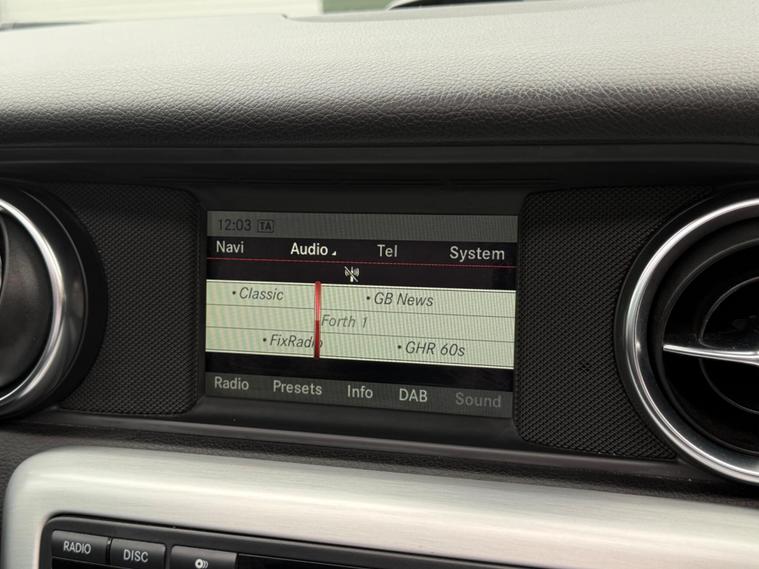 12:03 TA
Navi Audio Tel System
• Classic • GB News
Forth 1
• FixRadio • GHR 60s
Radio Presets Info DAB Sound
RADIO DISC